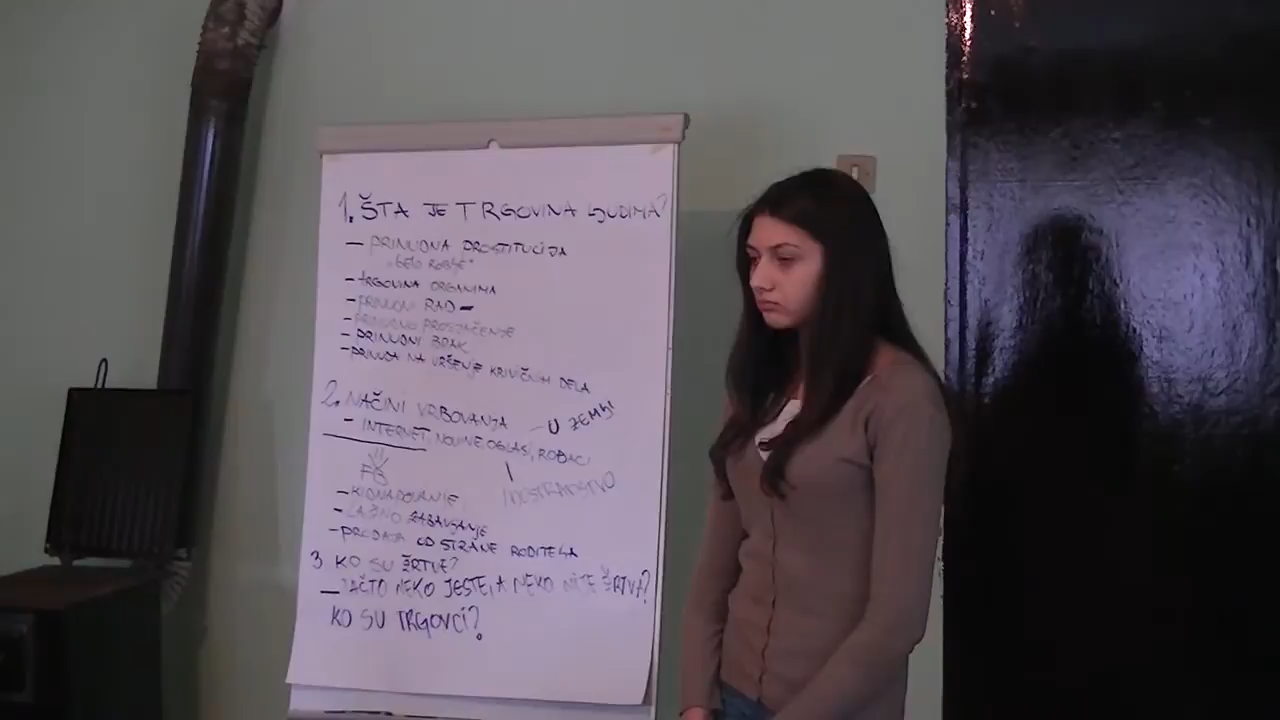 1. ŠTA JE TRGOVINA LJUDIMA?
- PRINUDNA PROSTITUCIJA
"BELO ROBLJE"
- TRGOVINA ORGANIMA
- PRINUDNI RAD -
- PRINUDNO PROSJAČENJE
- PRINUDNI BRAK
- PRINUDA NA VRŠENJE KRIVIČNIH DELA
2. NAČINI VRBOVANJA
- U ZEMLJI
- INTERNET, NOVINE, OGLASI, ROĐACI
FB
INOSTRANSTVO
- KIDNAPOVANJE
- LAŽNO ZABAVLJANJE
- PRODAJA OD STRANE RODITELJA
3. KO SU ŽRTVE?
- ZAŠTO NEKO JESTE, A NEKO NIJE ŽRTVA?
KO SU TRGOVCI?